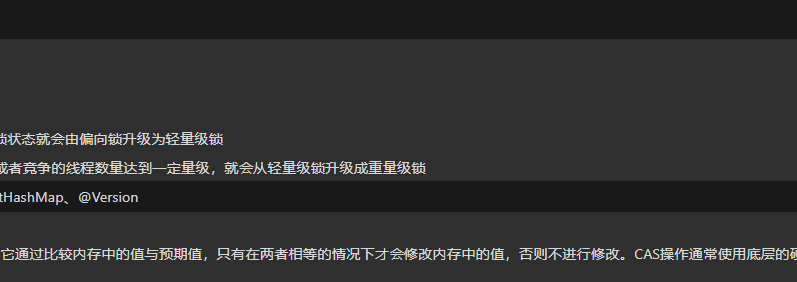 锁状态就会由偏向锁升级为轻量级锁
或者竞争的线程数量达到一定量级，就会从轻量级锁升级成重量级锁
tHashMap、@Version
它通过比较内存中的值与预期值，只有在两者相等的情况下才会修改内存中的值，否则不进行修改。CAS操作通常使用底层的硬